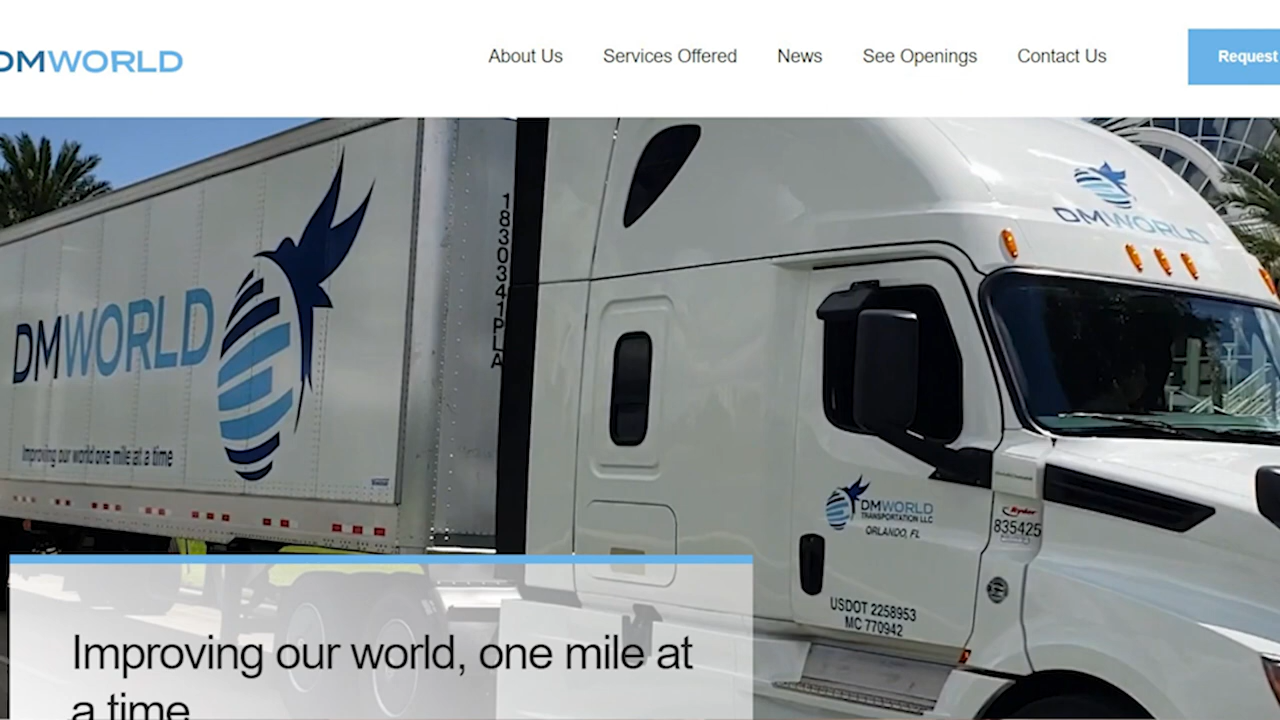 DMWORLD
About Us
Services Offered
News
See Openings
Contact Us
Request
DMWORLD
Improving our world one mile at a time
1830341PLA
DMWORLD
DMWORLD
TRANSPORTATION LLC
ORLANDO, FL
Ryder
835425
USDOT 2258953
MC 770942
Improving our world, one mile at
a time